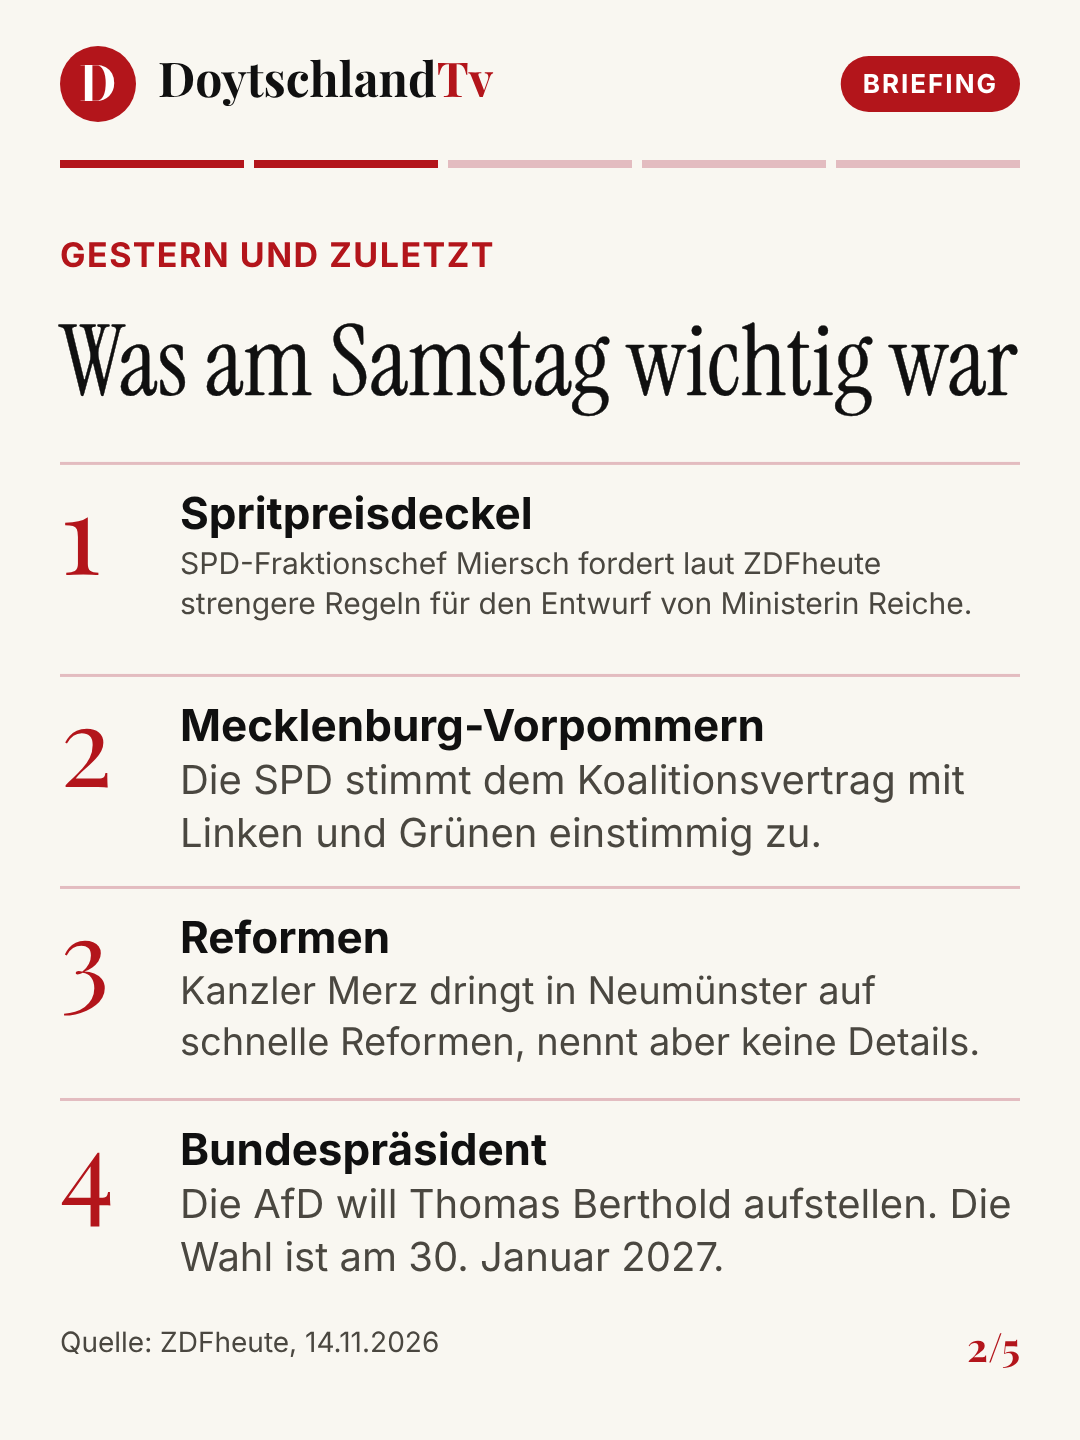 D DoytschlandTv
BRIEFING
GESTERN UND ZULETZT
Was am Samstag wichtig war
1
Spritpreisdeckel
SPD-Fraktionschef Miersch fordert laut ZDFheute
strengere Regeln für den Entwurf von Ministerin Reiche.
2
Mecklenburg-Vorpommern
Die SPD stimmt dem Koalitionsvertrag mit
Linken und Grünen einstimmig zu.
3
Reformen
Kanzler Merz dringt in Neumünster auf
schnelle Reformen, nennt aber keine Details.
4
Bundespräsident
Die AfD will Thomas Berthold aufstellen. Die
Wahl ist am 30. Januar 2027.
Quelle: ZDFheute, 14.11.2026
2/5